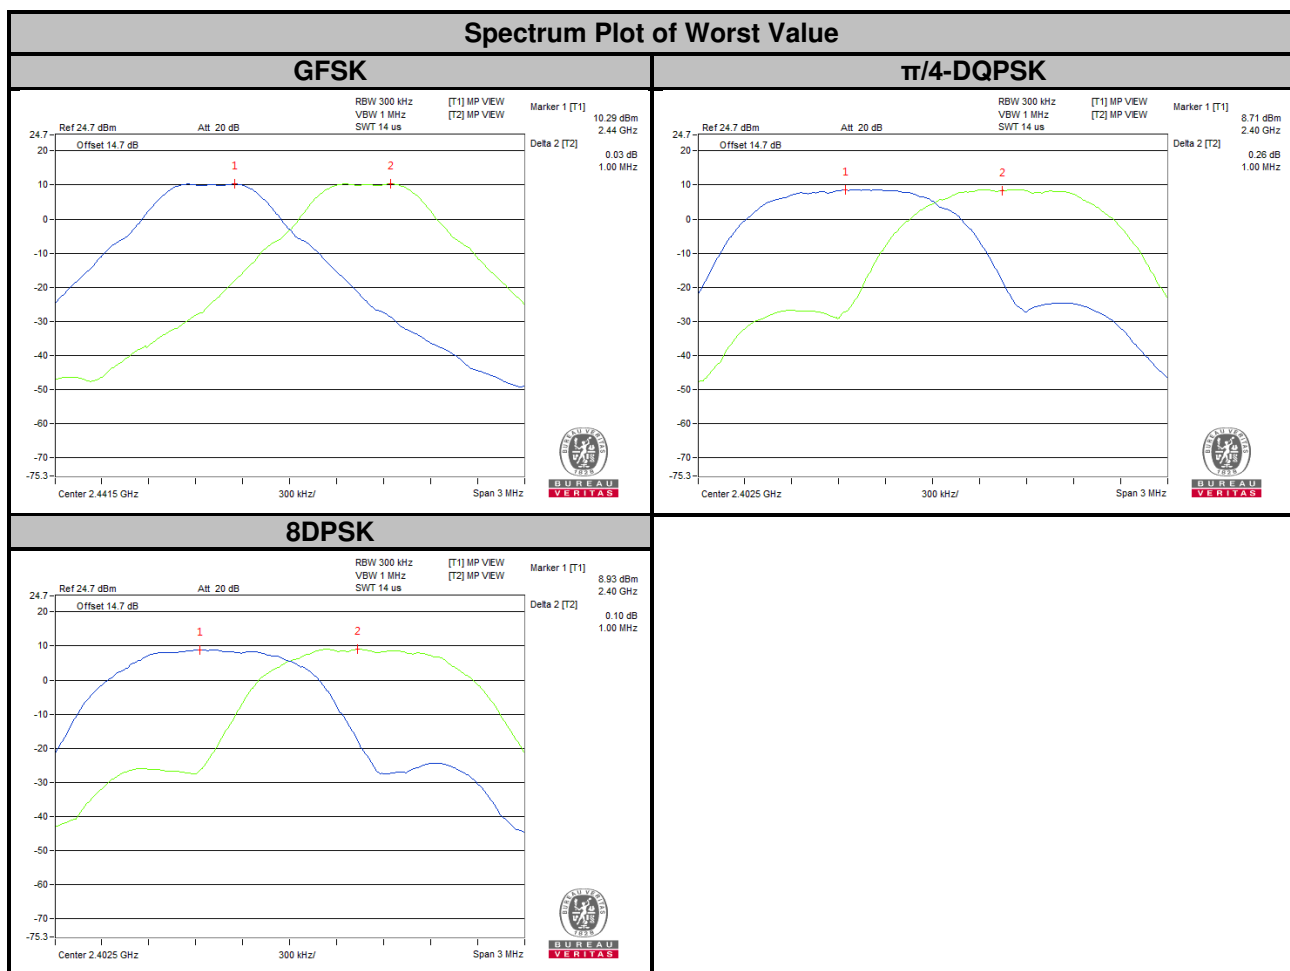 Spectrum Plot of Worst Value
GFSK
RBW 300 kHz [T1] MP VIEW
VBW 1 MHz [T2] MP VIEW
SWT 14 us
Ref 24.7 dBm Att 20 dB
Offset 14.7 dB
Marker 1 [T1]
10.29 dBm
2.44 GHz
Delta 2 [T2]
0.03 dB
1.00 MHz
24.7
20
10
0
-10
-20
-30
-40
-50
-60
-70
-75.3
1
2
Center 2.4415 GHz 300 kHz/ Span 3 MHz
BUREAU VERITAS
1828
BUREAU
VERITAS
π/4-DQPSK
RBW 300 kHz [T1] MP VIEW
VBW 1 MHz [T2] MP VIEW
SWT 14 us
Ref 24.7 dBm Att 20 dB
Offset 14.7 dB
Marker 1 [T1]
8.71 dBm
2.40 GHz
Delta 2 [T2]
0.26 dB
1.00 MHz
24.7
20
10
0
-10
-20
-30
-40
-50
-60
-70
-75.3
1
2
Center 2.4025 GHz 300 kHz/ Span 3 MHz
BUREAU VERITAS
1828
BUREAU
VERITAS
8DPSK
RBW 300 kHz [T1] MP VIEW
VBW 1 MHz [T2] MP VIEW
SWT 14 us
Ref 24.7 dBm Att 20 dB
Offset 14.7 dB
Marker 1 [T1]
8.93 dBm
2.40 GHz
Delta 2 [T2]
0.10 dB
1.00 MHz
24.7
20
10
0
-10
-20
-30
-40
-50
-60
-70
-75.3
1
2
Center 2.4025 GHz 300 kHz/ Span 3 MHz
BUREAU VERITAS
1828
BUREAU
VERITAS